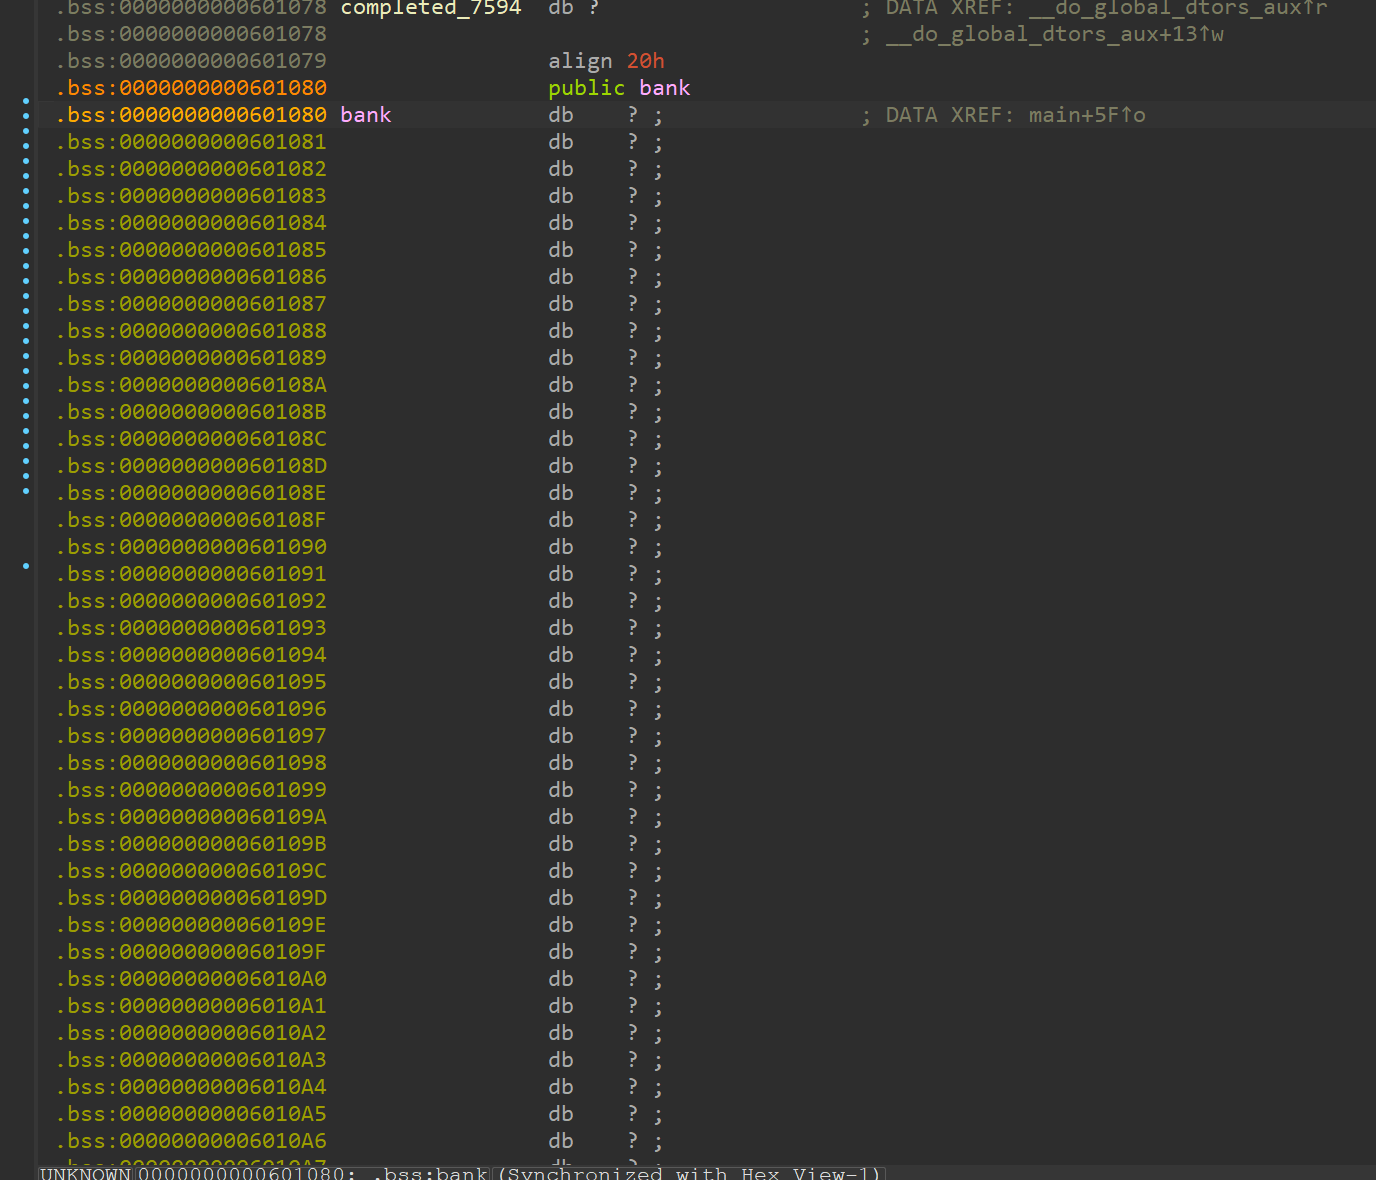 .bss:0000000000601078 completed_7594 db ? ; DATA XREF: __do_global_dtors_aux↑r
.bss:0000000000601078 ; __do_global_dtors_aux+13↑w
.bss:0000000000601079 align 20h
.bss:0000000000601080 public bank
.bss:0000000000601080 bank db ? ; ; DATA XREF: main+5F↑o
.bss:0000000000601081 db ? ;
.bss:0000000000601082 db ? ;
.bss:0000000000601083 db ? ;
.bss:0000000000601084 db ? ;
.bss:0000000000601085 db ? ;
.bss:0000000000601086 db ? ;
.bss:0000000000601087 db ? ;
.bss:0000000000601088 db ? ;
.bss:0000000000601089 db ? ;
.bss:000000000060108A db ? ;
.bss:000000000060108B db ? ;
.bss:000000000060108C db ? ;
.bss:000000000060108D db ? ;
.bss:000000000060108E db ? ;
.bss:000000000060108F db ? ;
.bss:0000000000601090 db ? ;
.bss:0000000000601091 db ? ;
.bss:0000000000601092 db ? ;
.bss:0000000000601093 db ? ;
.bss:0000000000601094 db ? ;
.bss:0000000000601095 db ? ;
.bss:0000000000601096 db ? ;
.bss:0000000000601097 db ? ;
.bss:0000000000601098 db ? ;
.bss:0000000000601099 db ? ;
.bss:000000000060109A db ? ;
.bss:000000000060109B db ? ;
.bss:000000000060109C db ? ;
.bss:000000000060109D db ? ;
.bss:000000000060109E db ? ;
.bss:000000000060109F db ? ;
.bss:00000000006010A0 db ? ;
.bss:00000000006010A1 db ? ;
.bss:00000000006010A2 db ? ;
.bss:00000000006010A3 db ? ;
.bss:00000000006010A4 db ? ;
.bss:00000000006010A5 db ? ;
.bss:00000000006010A6 db ? ;
UNKNOWN 0000000000601080: .bss:bank (Synchronized with Hex View-1)